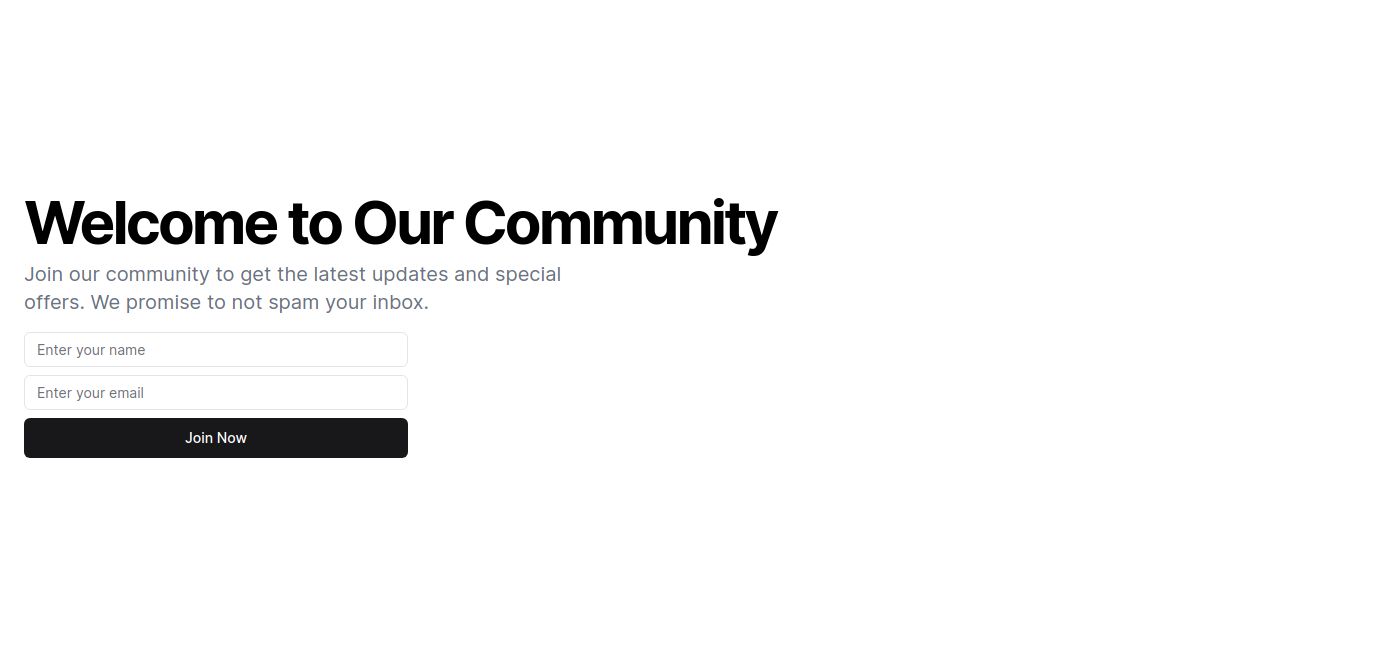 Welcome to Our Community
Join our community to get the latest updates and special
offers. We promise to not spam your inbox.
Enter your name
Enter your email
Join Now